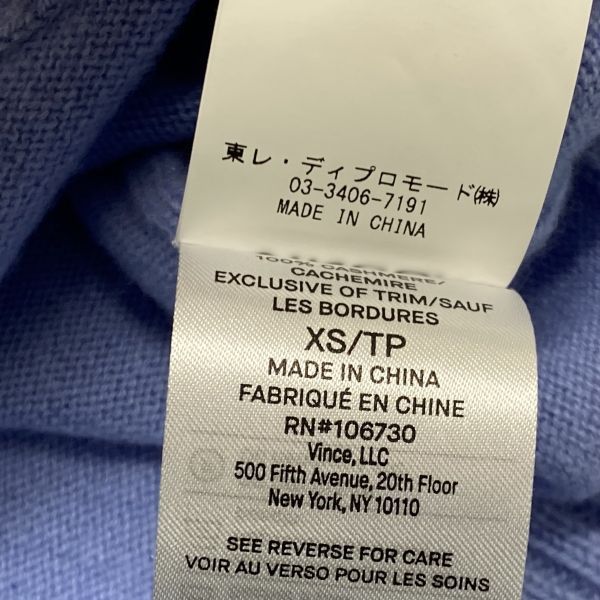 東レ・ディプロモード㈱
03-3406-7191
MADE IN CHINA
100% CASHMERE/
CACHEMIRE
EXCLUSIVE OF TRIM/SAUF
LES BORDURES
XS/TP
MADE IN CHINA
FABRIQUÉ EN CHINE
RN#106730
Vince, LLC
500 Fifth Avenue, 20th Floor
New York, NY 10110
SEE REVERSE FOR CARE
VOIR AU VERSO POUR LES SOINS